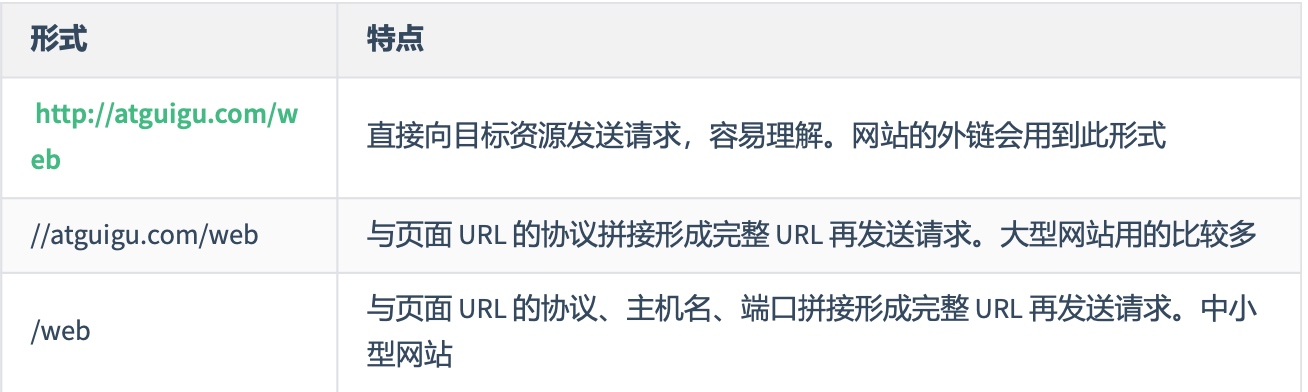 形式
特点
http://atguigu.com/w
eb
直接向目标资源发送请求，容易理解。网站的外链会用到此形式
//atguigu.com/web
与页面 URL 的协议拼接形成完整 URL 再发送请求。大型网站用的比较多
/web
与页面 URL 的协议、主机名、端口拼接形成完整 URL 再发送请求。中小
型网站